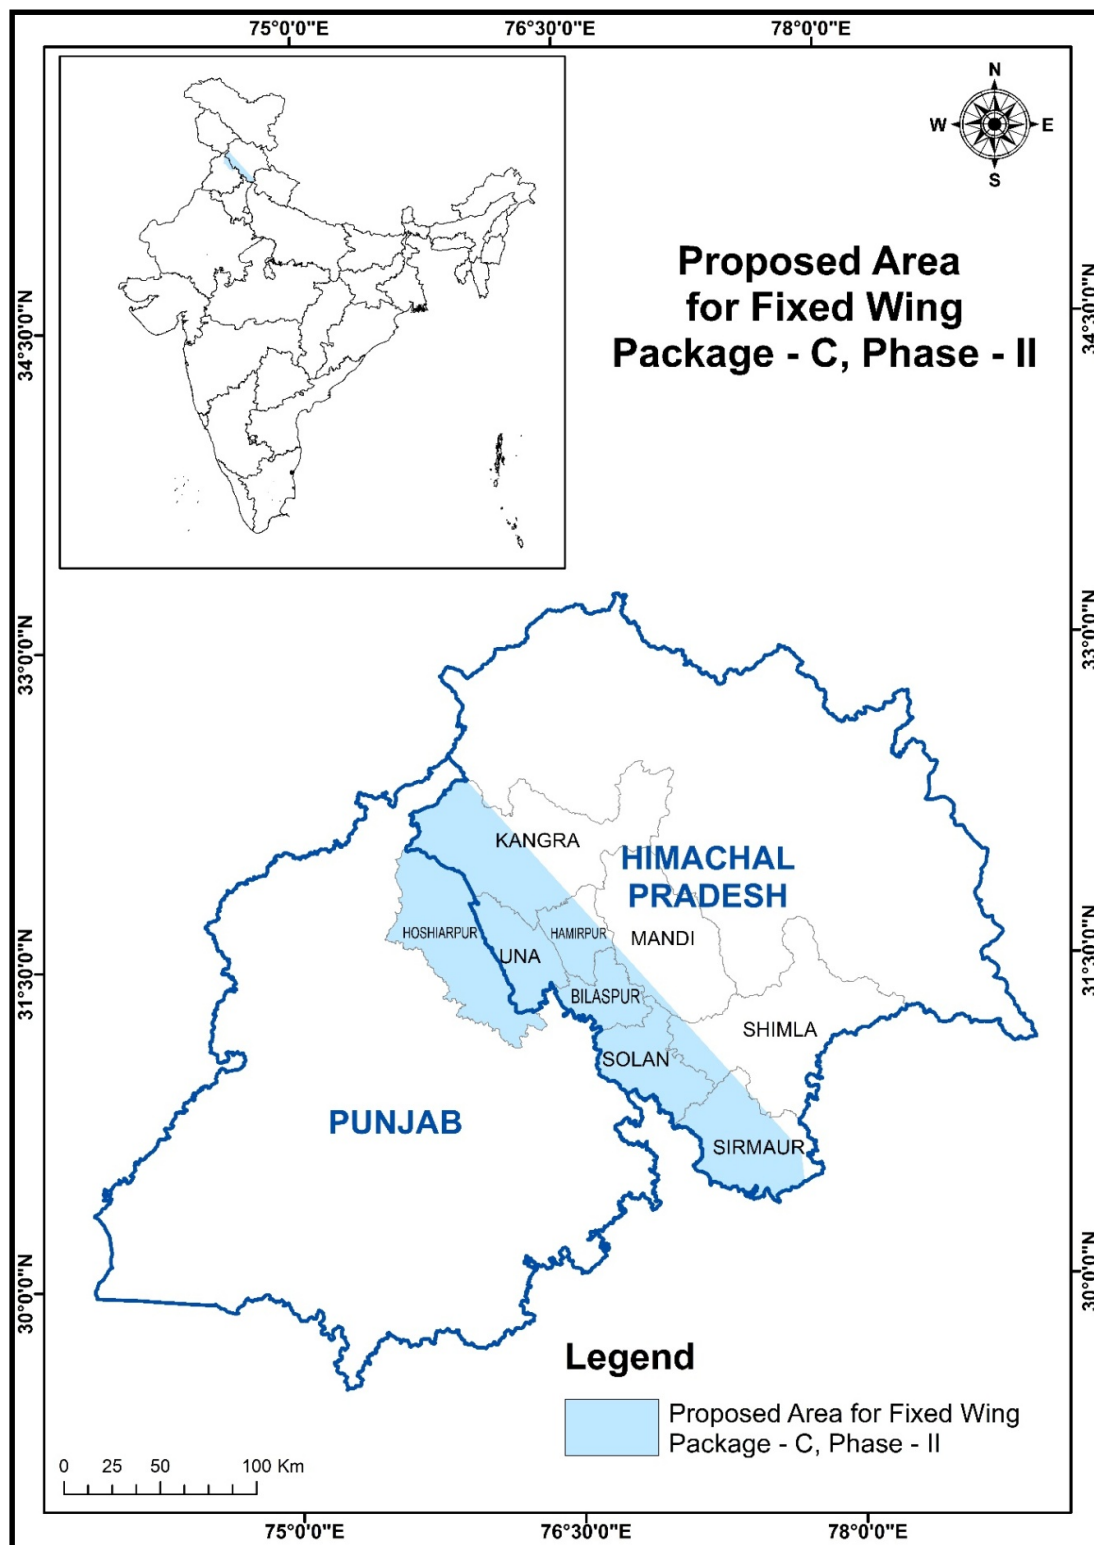 75°0'0"E 76°30'0"E 78°0'0"E
N
W E
S
Proposed Area
for Fixed Wing
Package - C, Phase - II
34°30'0"N 34°30'0"N
33°0'0"N 33°0'0"N
KANGRA
HIMACHAL
PRADESH
HOSHIARPUR HAMIRPUR MANDI
UNA
31°30'0"N 31°30'0"N
BILASPUR
SHIMLA
SOLAN
PUNJAB
SIRMAUR
30°0'0"N 30°0'0"N
Legend
Proposed Area for Fixed Wing
Package - C, Phase - II
0 25 50 100 Km
75°0'0"E 76°30'0"E 78°0'0"E